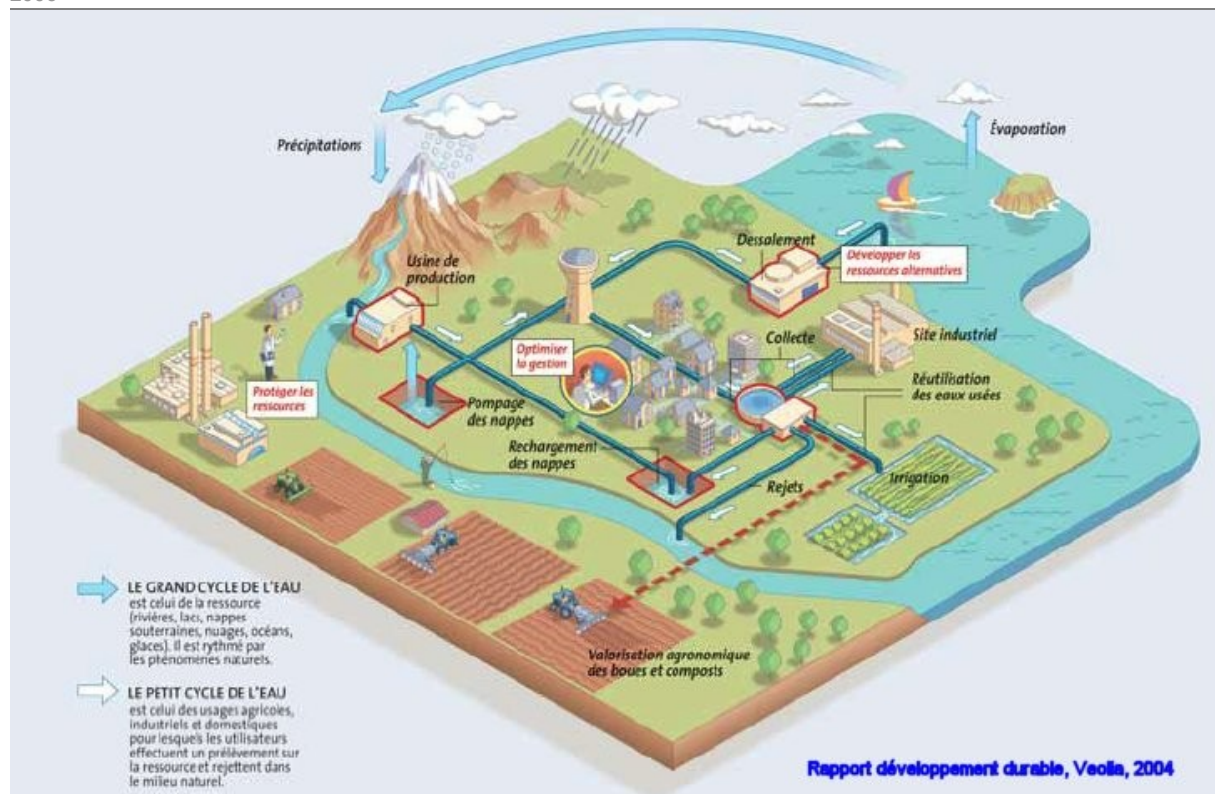 Précipitations
Évaporation
Usine de
production
Dessalement
Développer les
ressources alternatives
Optimiser
la gestion
Collecte
Site industriel
Protéger les
ressources
Pompage
des nappes
Réutilisation
des eaux usées
Rechargement
des nappes
Rejets
Irrigation
Valorisation agronomique
des boues et composts
LE GRAND CYCLE DE L'EAU
est celui de la ressource
(rivières, lacs, nappes
souterraines, nuages, océans,
glaces). Il est rythmé par
les phénomènes naturels.
LE PETIT CYCLE DE L'EAU
est celui des usages agricoles,
industriels et domestiques
pour lesquels les utilisateurs
effectuent un prélèvement sur
la ressource et rejettent dans
le milieu naturel.
Rapport développement durable, Veolia, 2004